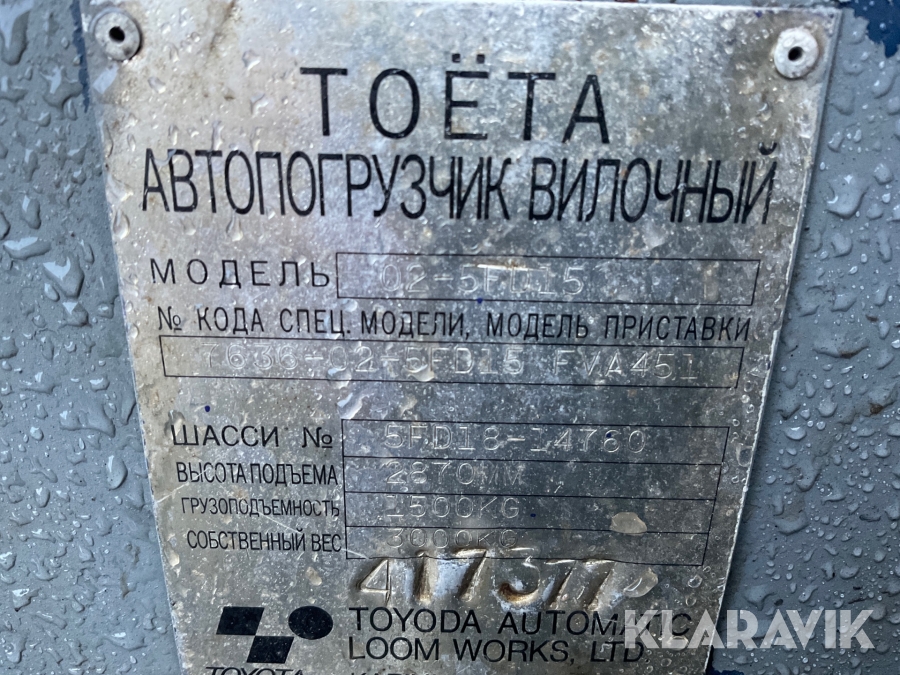 ТОЁТА
АВТОПОГРУЗЧИК ВИЛОЧНЫЙ
МОДЕЛЬ 02-5FD15
№ КОДА СПЕЦ. МОДЕЛИ, МОДЕЛЬ ПРИСТАВКИ
7636-02-5FD15 FVA451
ШАССИ № 5FD18-14760
ВЫСОТА ПОДЪЕМА 2870MM
ГРУЗОПОДЪЕМНОСТЬ 1500KG
СОБСТВЕННЫЙ ВЕС 3000KG
TOYODA AUTOMATIC
LOOM WORKS, LTD
TOYOTA
KLARAVIK